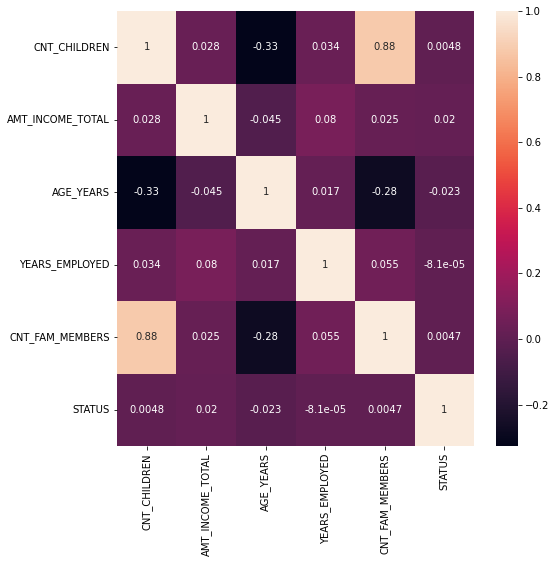 1.0
CNT_CHILDREN 1 0.028 -0.33 0.034 0.88 0.0048
0.8
AMT_INCOME_TOTAL 0.028 1 -0.045 0.08 0.025 0.02
0.6
AGE_YEARS -0.33 -0.045 1 0.017 -0.28 -0.023
0.4
YEARS_EMPLOYED 0.034 0.08 0.017 1 0.055 -8.1e-05
0.2
0.0
CNT_FAM_MEMBERS 0.88 0.025 -0.28 0.055 1 0.0047
−0.2
STATUS 0.0048 0.02 -0.023 -8.1e-05 0.0047 1
CNT_CHILDREN
AMT_INCOME_TOTAL
AGE_YEARS
YEARS_EMPLOYED
CNT_FAM_MEMBERS
STATUS